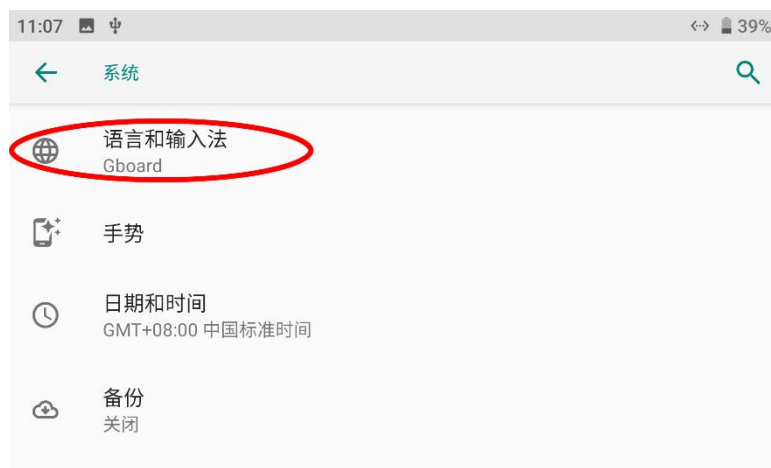 11:07 39%
系统
语言和输入法
Gboard
手势
日期和时间
GMT+08:00 中国标准时间
备份
关闭